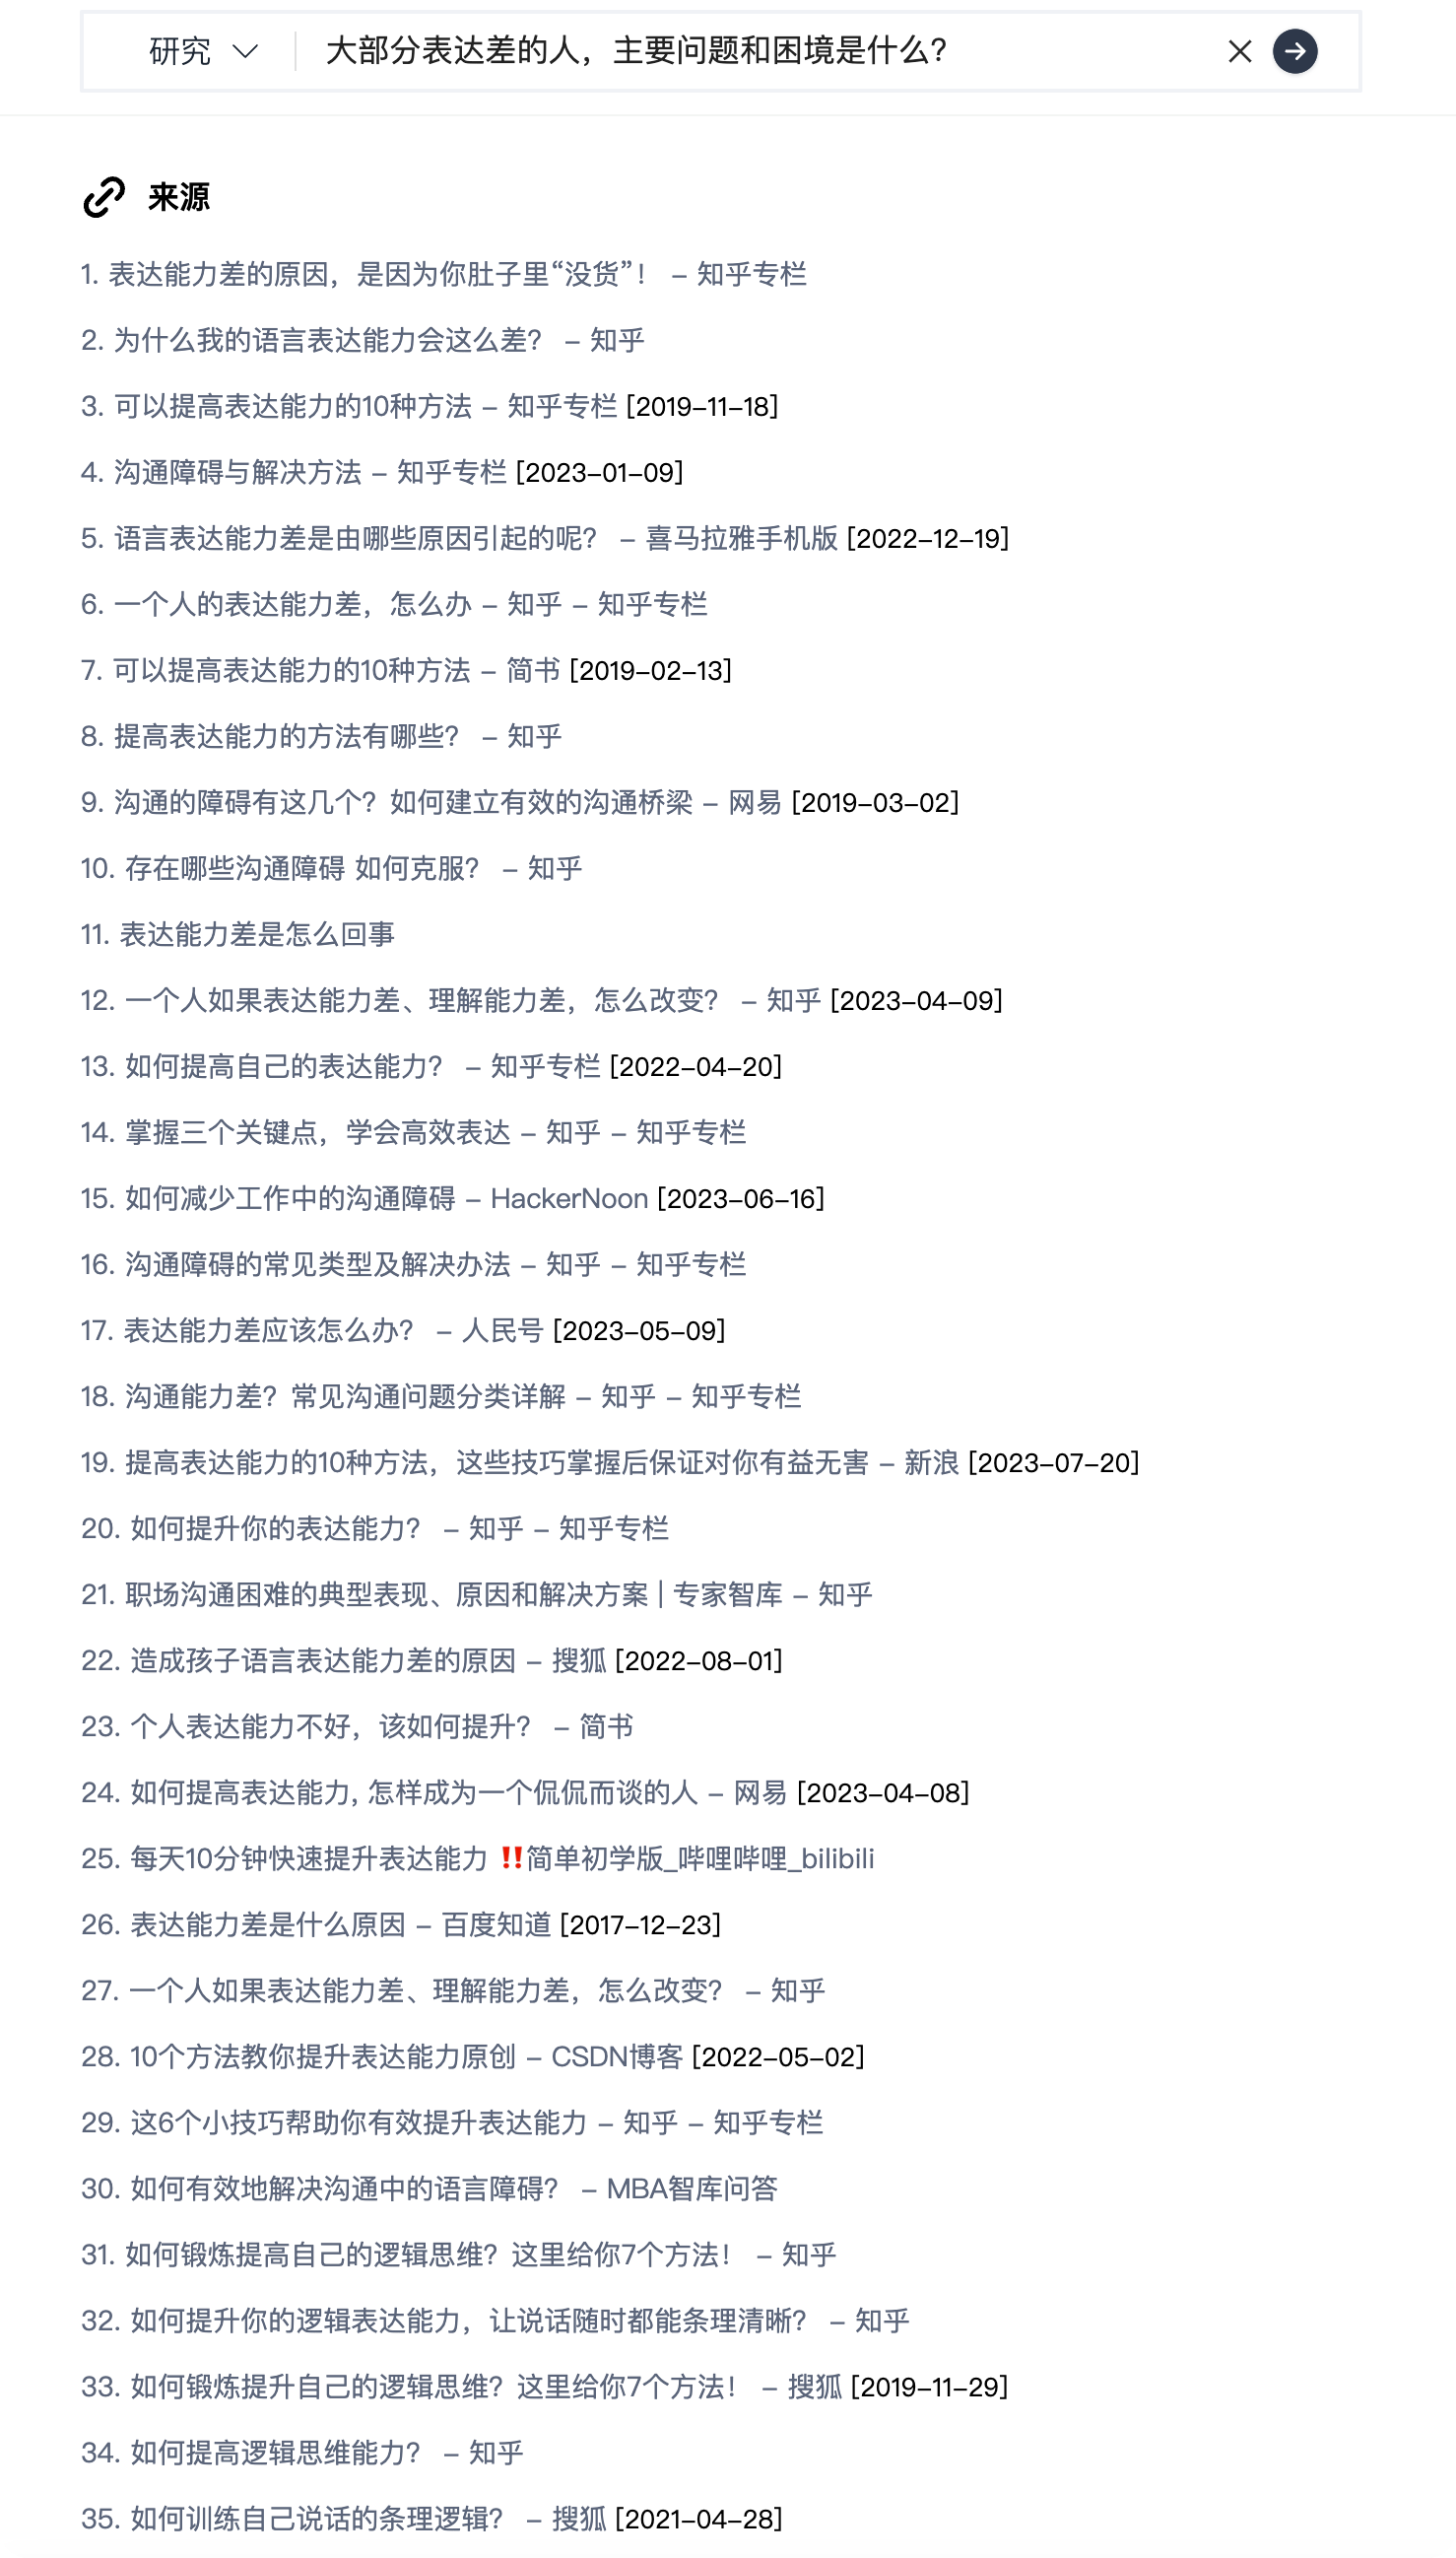 研究 大部分表达差的人，主要问题和困境是什么？
来源
1. 表达能力差的原因，是因为你肚子里“没货”！ – 知乎专栏
2. 为什么我的语言表达能力会这么差？ – 知乎
3. 可以提高表达能力的10种方法 – 知乎专栏 [2019-11-18]
4. 沟通障碍与解决方法 – 知乎专栏 [2023-01-09]
5. 语言表达能力差是由哪些原因引起的呢？ – 喜马拉雅手机版 [2022-12-19]
6. 一个人的表达能力差，怎么办 – 知乎 – 知乎专栏
7. 可以提高表达能力的10种方法 – 简书 [2019-02-13]
8. 提高表达能力的方法有哪些？ – 知乎
9. 沟通的障碍有这几个？如何建立有效的沟通桥梁 – 网易 [2019-03-02]
10. 存在哪些沟通障碍 如何克服？ – 知乎
11. 表达能力差是怎么回事
12. 一个人如果表达能力差、理解能力差，怎么改变？ – 知乎 [2023-04-09]
13. 如何提高自己的表达能力？ – 知乎专栏 [2022-04-20]
14. 掌握三个关键点，学会高效表达 – 知乎 – 知乎专栏
15. 如何减少工作中的沟通障碍 – HackerNoon [2023-06-16]
16. 沟通障碍的常见类型及解决办法 – 知乎 – 知乎专栏
17. 表达能力差应该怎么办？ – 人民号 [2023-05-09]
18. 沟通能力差？常见沟通问题分类详解 – 知乎 – 知乎专栏
19. 提高表达能力的10种方法，这些技巧掌握后保证对你有益无害 – 新浪 [2023-07-20]
20. 如何提升你的表达能力？ – 知乎 – 知乎专栏
21. 职场沟通困难的典型表现、原因和解决方案 | 专家智库 – 知乎
22. 造成孩子语言表达能力差的原因 – 搜狐 [2022-08-01]
23. 个人表达能力不好，该如何提升？ – 简书
24. 如何提高表达能力, 怎样成为一个侃侃而谈的人 – 网易 [2023-04-08]
25. 每天10分钟快速提升表达能力 ‼️简单初学版_哔哩哔哩_bilibili
26. 表达能力差是什么原因 – 百度知道 [2017-12-23]
27. 一个人如果表达能力差、理解能力差，怎么改变？ – 知乎
28. 10个方法教你提升表达能力原创 – CSDN博客 [2022-05-02]
29. 这6个小技巧帮助你有效提升表达能力 – 知乎 – 知乎专栏
30. 如何有效地解决沟通中的语言障碍？ – MBA智库问答
31. 如何锻炼提高自己的逻辑思维？这里给你7个方法！ – 知乎
32. 如何提升你的逻辑表达能力，让说话随时都能条理清晰？ – 知乎
33. 如何锻炼提升自己的逻辑思维？这里给你7个方法！ – 搜狐 [2019-11-29]
34. 如何提高逻辑思维能力？ – 知乎
35. 如何训练自己说话的条理逻辑？ – 搜狐 [2021-04-28]